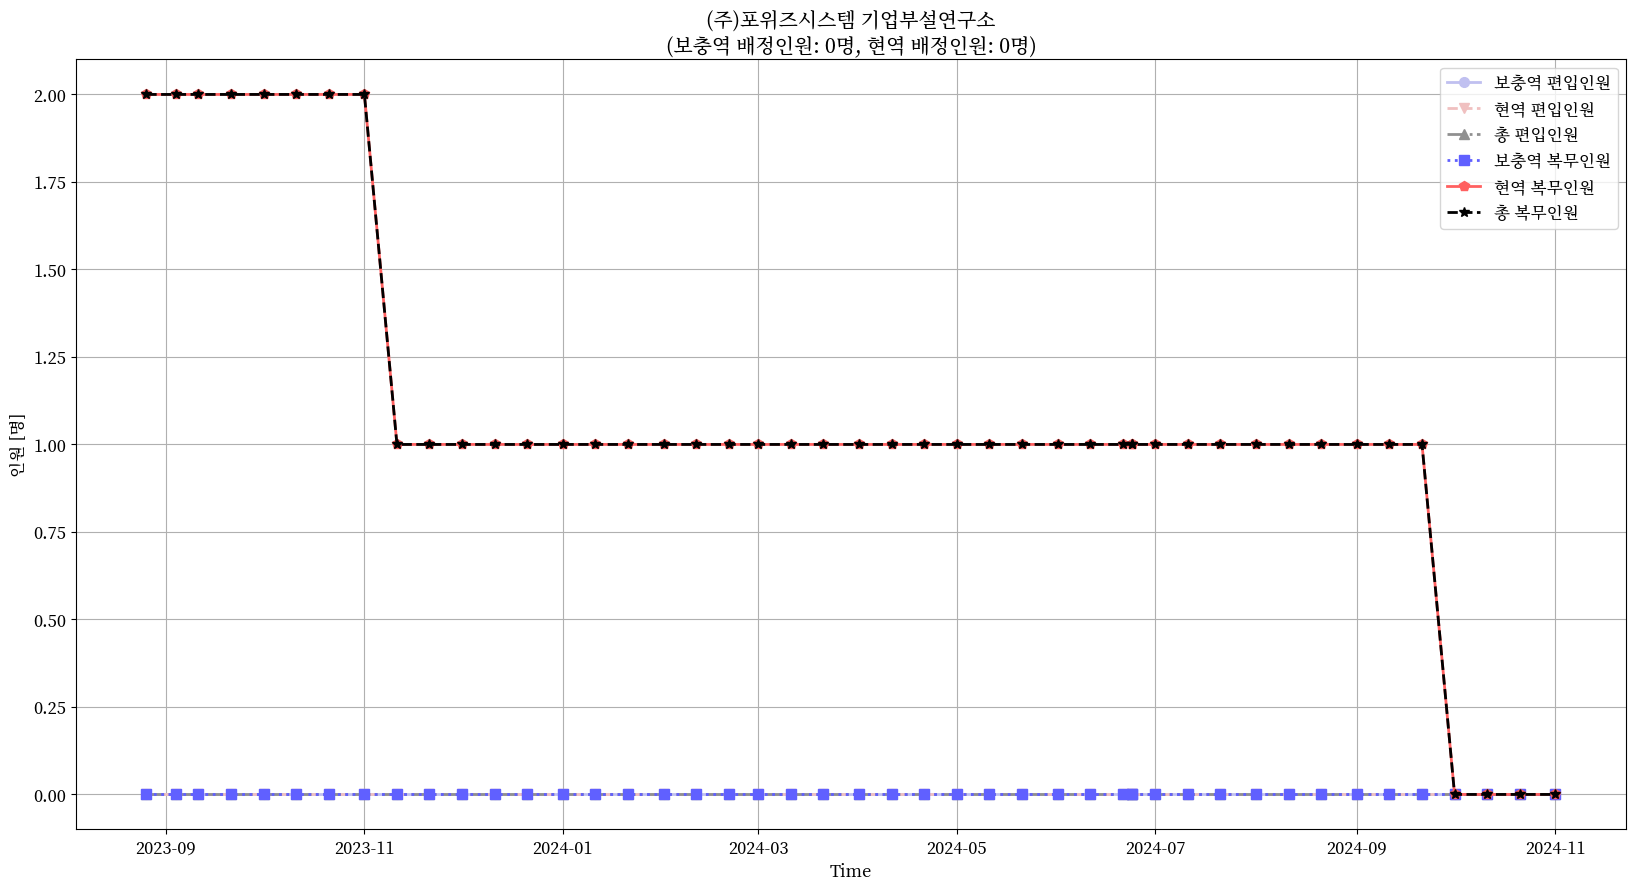 (주)포위즈시스템 기업부설연구소
(보충역 배정인원: 0명, 현역 배정인원: 0명)
보충역 편입인원
현역 편입인원
총 편입인원
보충역 복무인원
현역 복무인원
총 복무인원
인원 [명]
2.00
1.75
1.50
1.25
1.00
0.75
0.50
0.25
0.00
2023-09 2023-11 2024-01 2024-03 2024-05 2024-07 2024-09 2024-11
Time